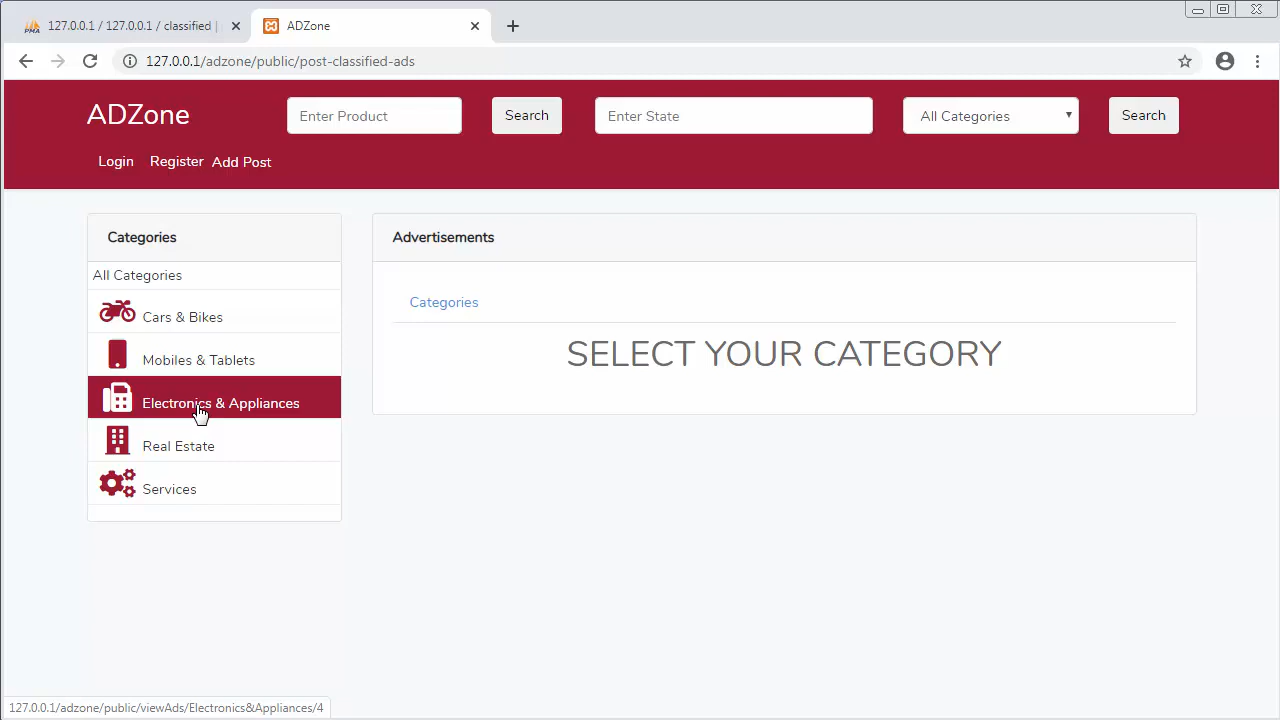 PMA
127.0.0.1 / 127.0.0.1 / classified |
ADZone
127.0.0.1/adzone/public/post-classified-ads
ADZone
Enter Product
Search
Enter State
All Categories
Search
Login Register Add Post
Categories
All Categories
Cars & Bikes
Mobiles & Tablets
Electronics & Appliances
Real Estate
Services
Advertisements
Categories
SELECT YOUR CATEGORY
127.0.0.1/adzone/public/viewAds/Electronics&Appliances/4